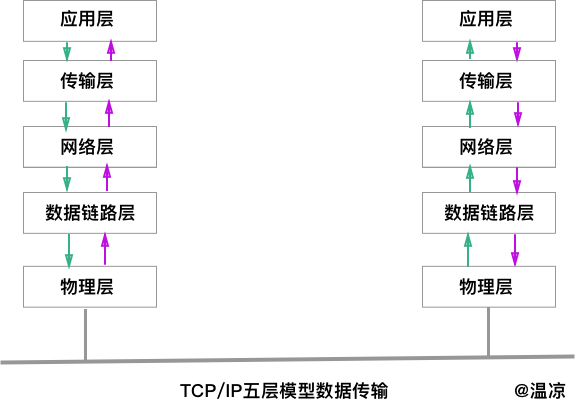 应用层 应用层
传输层 传输层
网络层 网络层
数据链路层 数据链路层
物理层 物理层
TCP/IP五层模型数据传输 @温凉